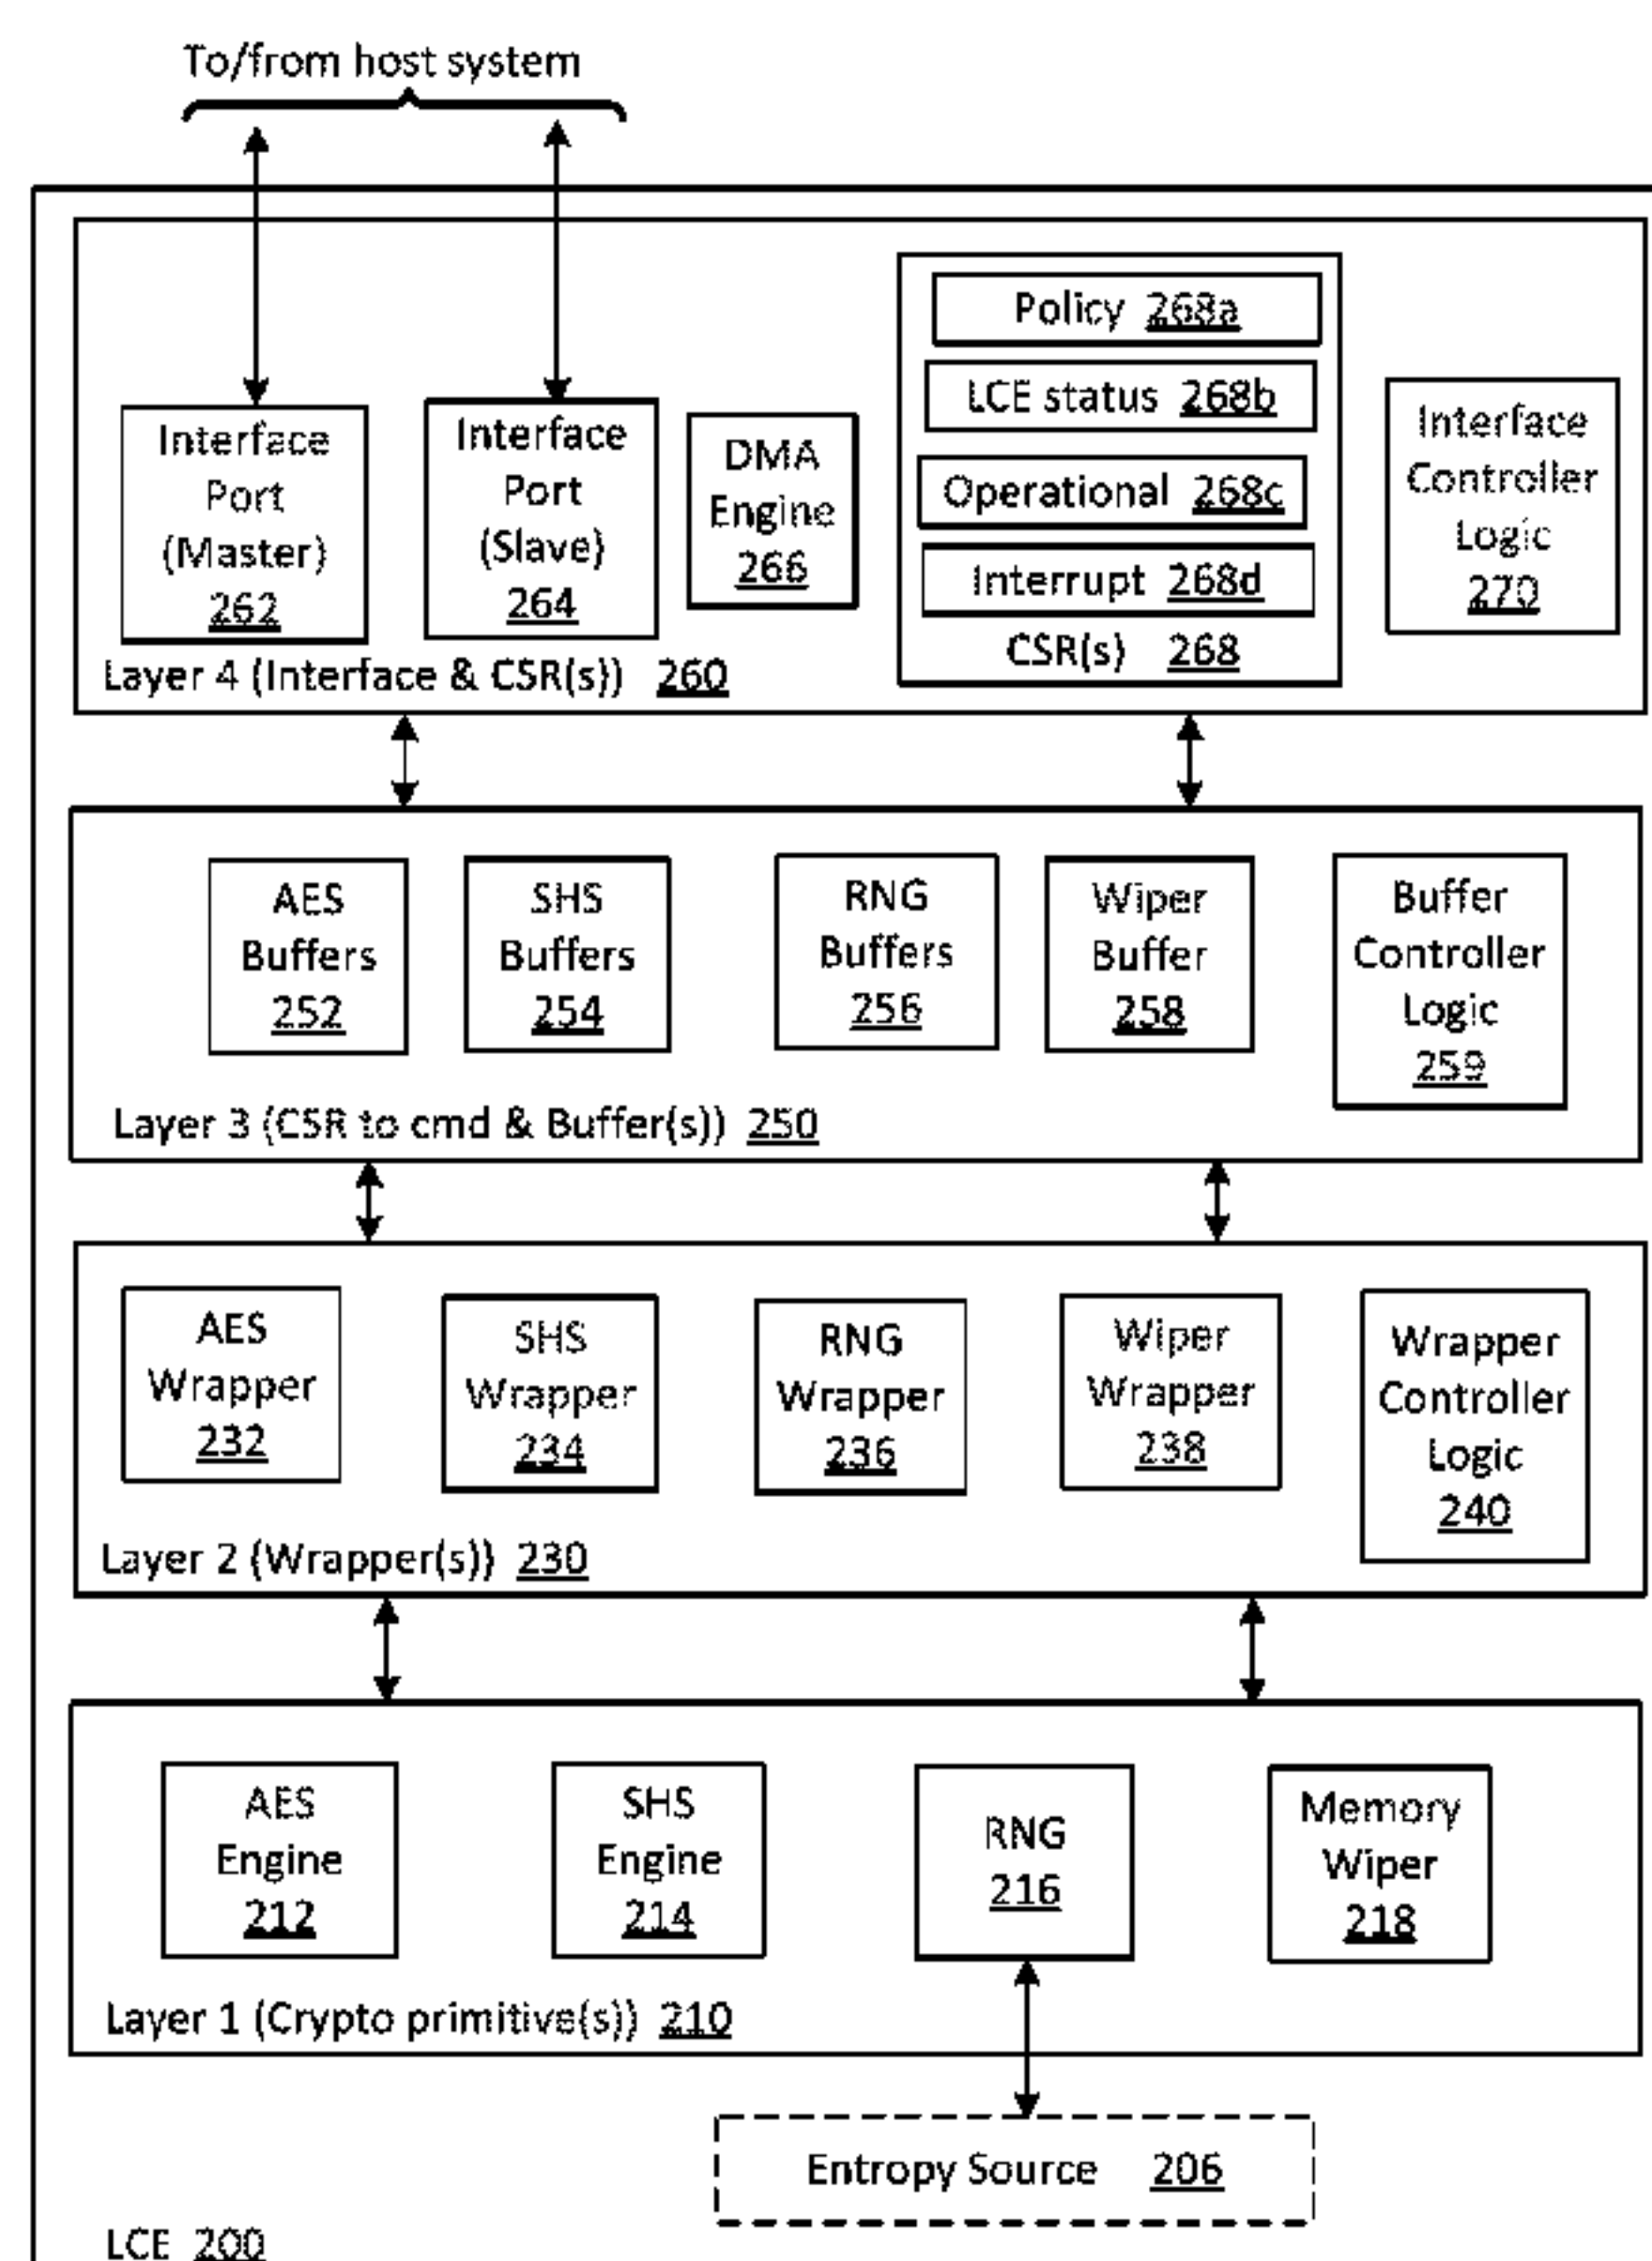 To/from host system
Policy 268a
LCE status 268b
Operational 268c
Interrupt 268d
CSR(s) 268
Interface
Port
(Master)
262
Interface
Port
(Slave)
264
DMA
Engine
266
Interface
Controller
Logic
270
Layer 4 (Interface & CSR(s)) 260
AES
Buffers
252
SHS
Buffers
254
RNG
Buffers
256
Wiper
Buffer
258
Buffer
Controller
Logic
259
Layer 3 (CSR to cmd & Buffer(s)) 250
AES
Wrapper
232
SHS
Wrapper
234
RNG
Wrapper
236
Wiper
Wrapper
238
Wrapper
Controller
Logic
240
Layer 2 (Wrapper(s)) 230
AES
Engine
212
SHS
Engine
214
RNG
216
Memory
Wiper
218
Layer 1 (Crypto primitive(s)) 210
Entropy Source 206
LCE 200